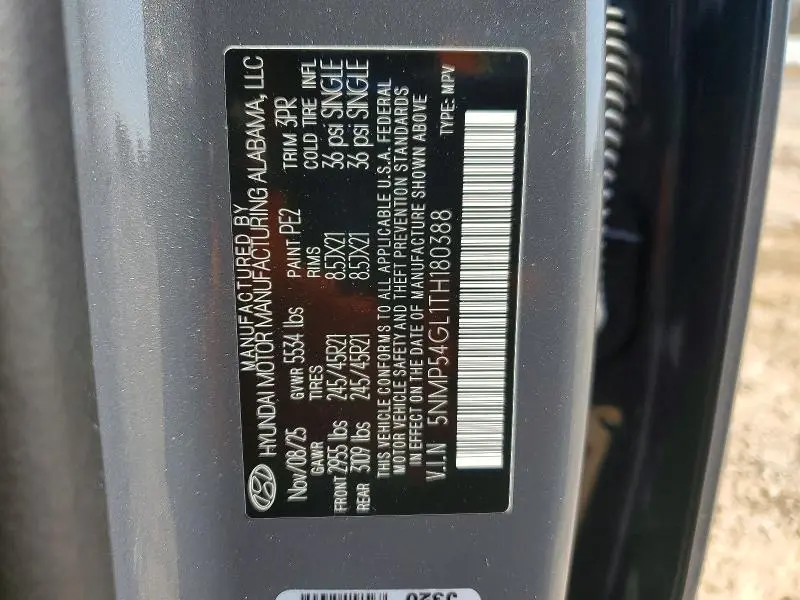 MANUFACTURED BY
HYUNDAI MOTOR MANUFACTURING ALABAMA, LLC
Nov/08/25 GVWR 5534 lbs PAINT PE2 TRIM 3PR
GAWR TIRES RIMS COLD TIRE INFL
FRONT 2955 lbs 245/45R21 8.5JX21 36 psi SINGLE
REAR 3109 lbs 245/45R21 8.5JX21 36 psi SINGLE
THIS VEHICLE CONFORMS TO ALL APPLICABLE U.S.A. FEDERAL
MOTOR VEHICLE SAFETY AND THEFT PREVENTION STANDARDS
IN EFFECT ON THE DATE OF MANUFACTURE SHOWN ABOVE
V.I.N 5NMP54GL1TH180388 TYPE: MPV